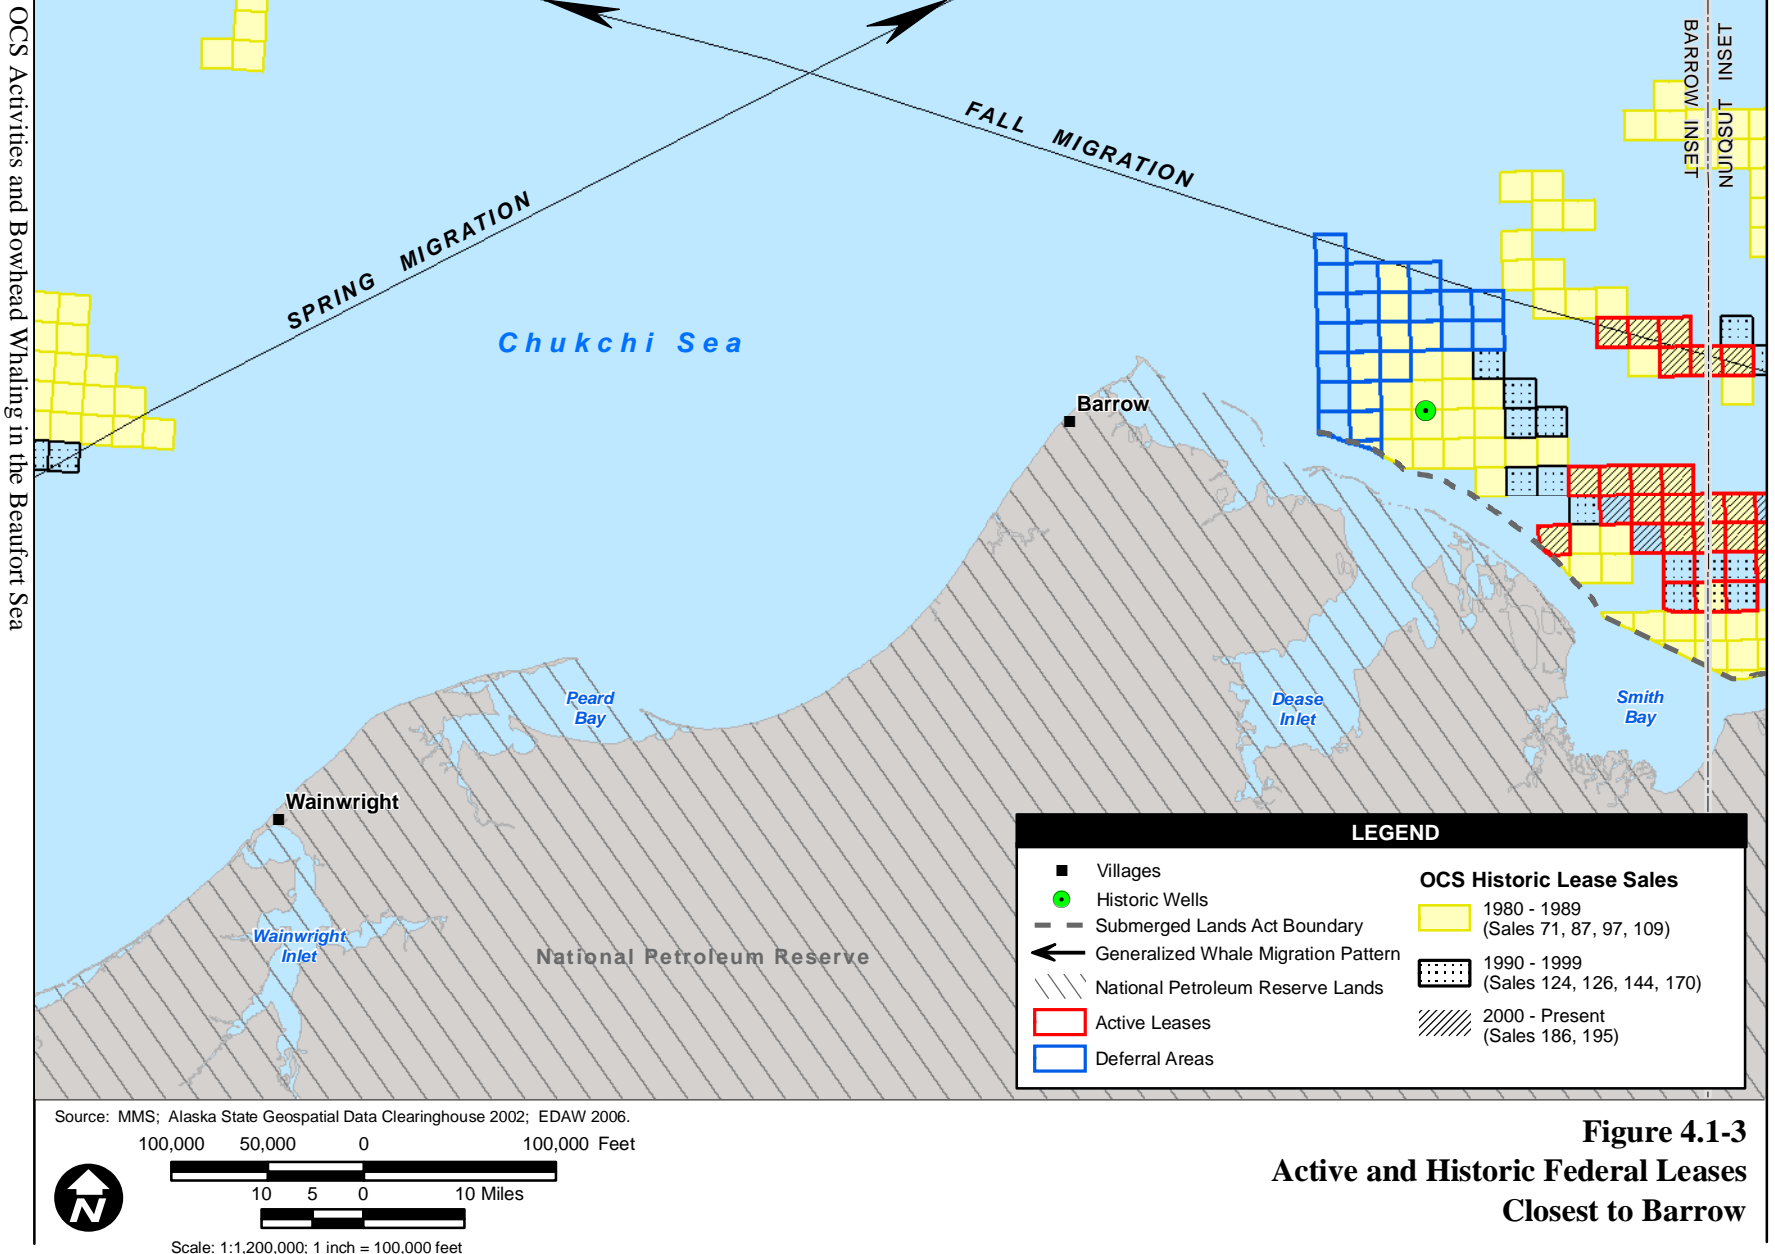 OCS Activities and Bowhead Whaling in the Beaufort Sea
NUIQSUT INSET
BARROW INSET
FALL MIGRATION
SPRING MIGRATION
Chukchi Sea
Barrow
Peard
Bay
Dease
Inlet
Smith
Bay
Wainwright
Wainwright
Inlet
National Petroleum Reserve
LEGEND
Villages
Historic Wells
Submerged Lands Act Boundary
Generalized Whale Migration Pattern
National Petroleum Reserve Lands
Active Leases
Deferral Areas
OCS Historic Lease Sales
1980 - 1989
(Sales 71, 87, 97, 109)
1990 - 1999
(Sales 124, 126, 144, 170)
2000 - Present
(Sales 186, 195)
Source: MMS; Alaska State Geospatial Data Clearinghouse 2002; EDAW 2006.
100,000 50,000 0 100,000 Feet
10 5 0 10 Miles
N
Scale: 1:1,200,000; 1 inch = 100,000 feet
Figure 4.1-3
Active and Historic Federal Leases
Closest to Barrow